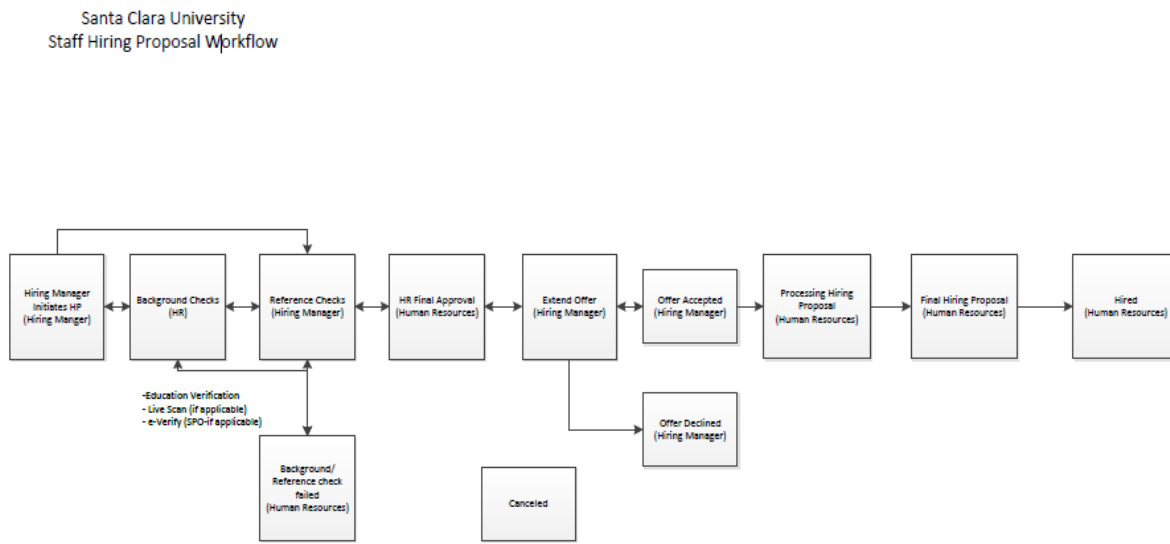 Santa Clara University
Staff Hiring Proposal Workflow
Hiring Manager
Initiates HP
(Hiring Manger)
Background Checks
(HR)
Reference Checks
(Hiring Manager)
HR Final Approval
(Human Resources)
Extend Offer
(Hiring Manager)
Offer Accepted
(Hiring Manager)
Processing Hiring
Proposal
(Human Resources)
Final Hiring Proposal
(Human Resources)
Hired
(Human Resources)
-Education Verification
- Live Scan (if applicable)
- e-Verify (SPO-if applicable)
Offer Declined
(Hiring Manager)
Background/
Reference check
failed
(Human Resources)
Canceled